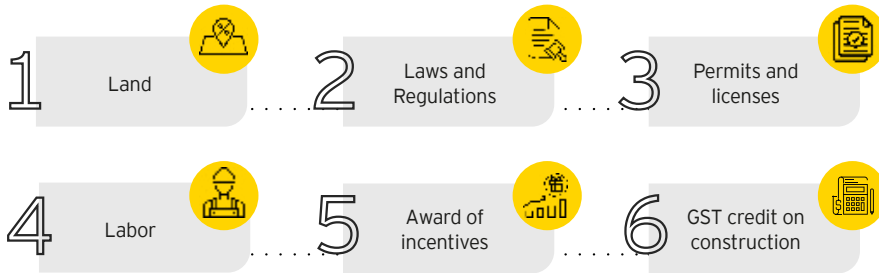 1
Land
2
Laws and
Regulations
3
Permits and
licenses
4
Labor
5
Award of
incentives
6
GST credit on
construction